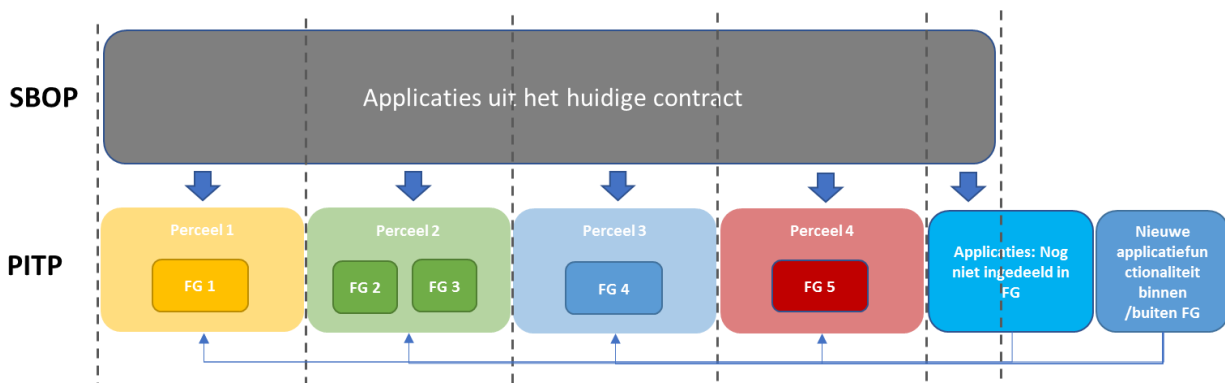 SBOP
Applicaties uit het huidige contract
PITP
Perceel 1
FG 1
Perceel 2
FG 2
FG 3
Perceel 3
FG 4
Perceel 4
FG 5
Applicaties: Nog
niet ingedeeld in
FG
Nieuwe
applicatiefun
ctionaliteit
binnen
/buiten FG